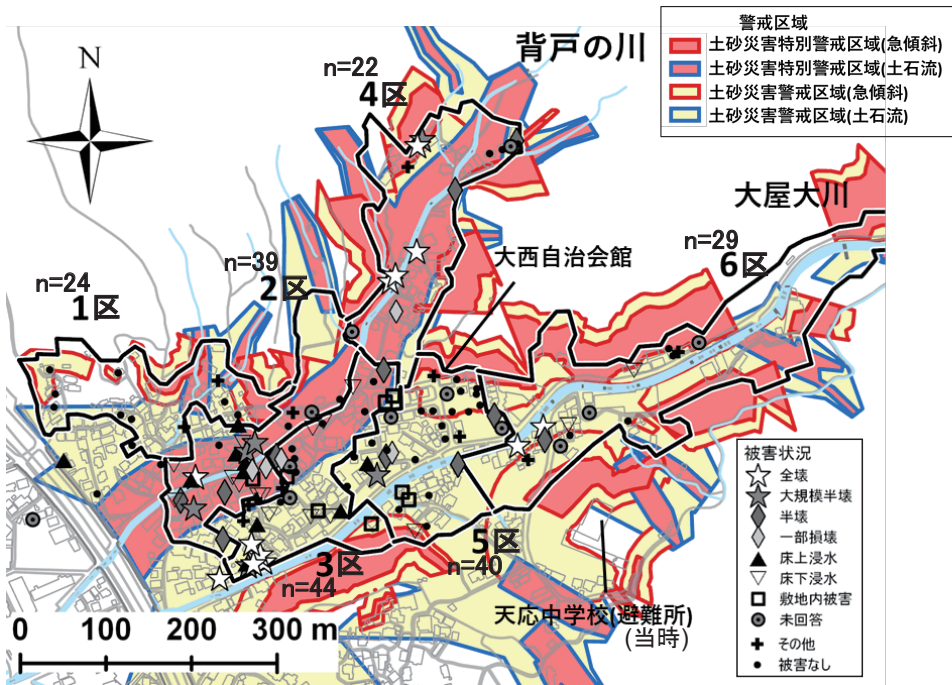 警戒区域
土砂災害特別警戒区域(急傾斜)
土砂災害特別警戒区域(土石流)
土砂災害警戒区域(急傾斜)
土砂災害警戒区域(土石流)
背戸の川
N
n=22
4区
大屋大川
n=29
6区
大西自治会館
n=39
2区
n=24
1区
被害状況
全壊
大規模半壊
半壊
一部損壊
床上浸水
床下浸水
敷地内被害
未回答
その他
被害なし
3区
n=44
5区
n=40
天応中学校(避難所)
(当時)
0 100 200 300 m